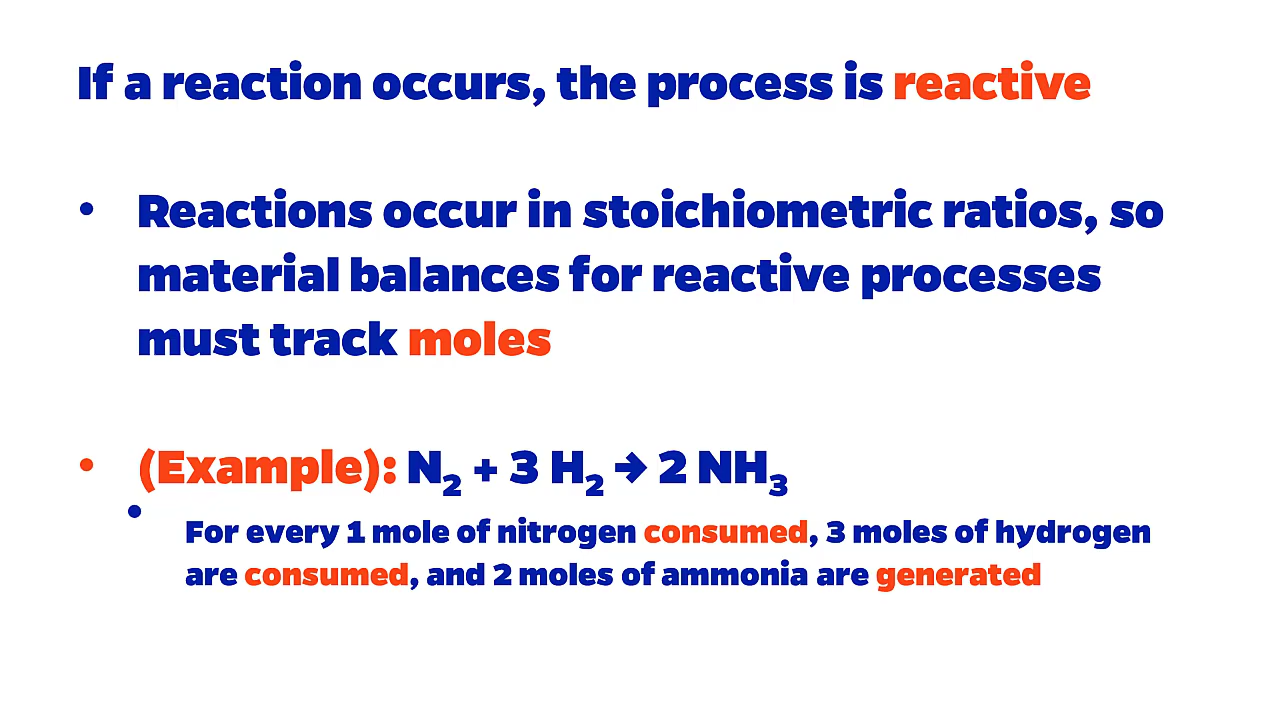 If a reaction occurs, the process is reactive
• Reactions occur in stoichiometric ratios, so
material balances for reactive processes
must track moles
• (Example): N₂ + 3 H₂ → 2 NH₃
• For every 1 mole of nitrogen consumed, 3 moles of hydrogen
are consumed, and 2 moles of ammonia are generated